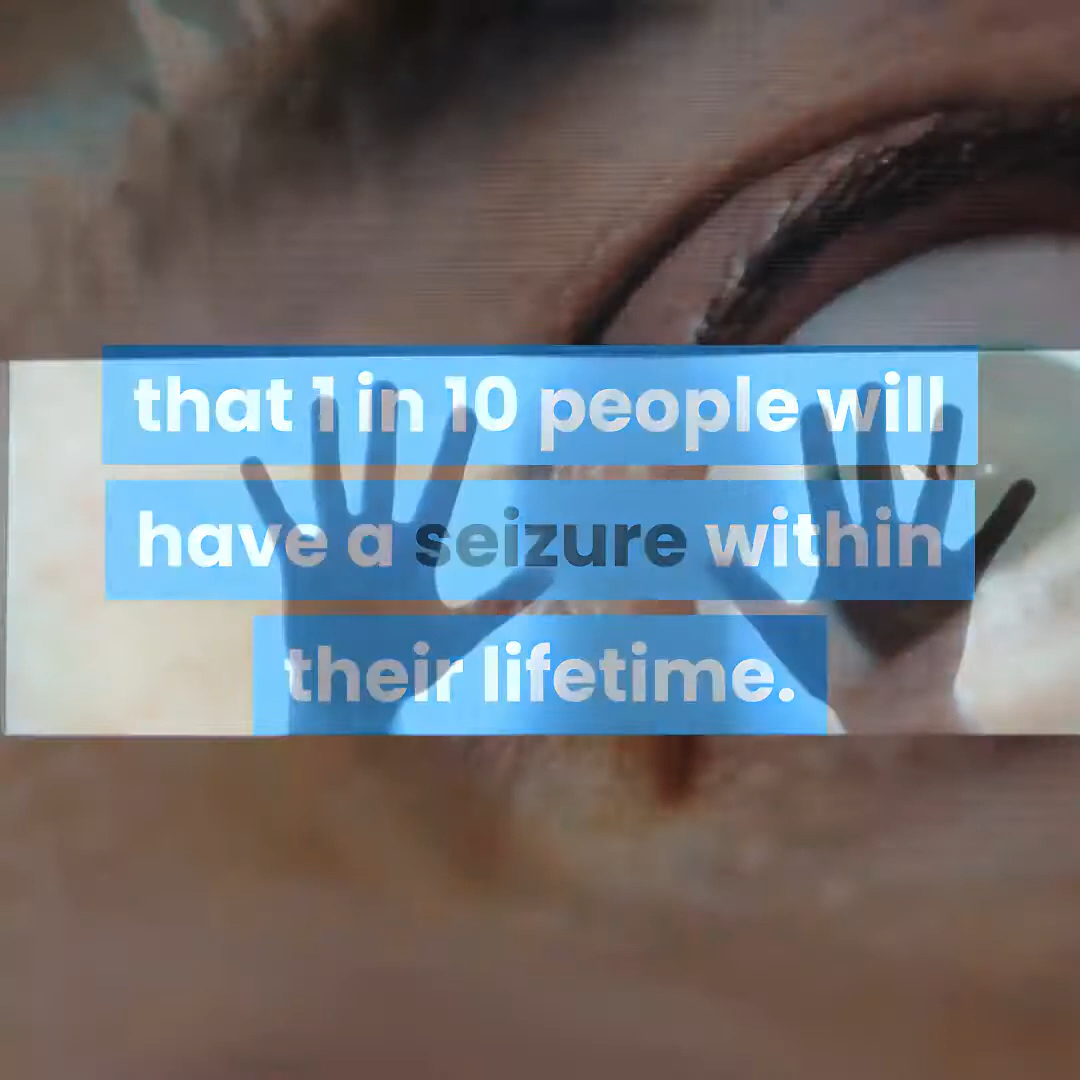 that 1 in 10 people will
have a seizure within
their lifetime.